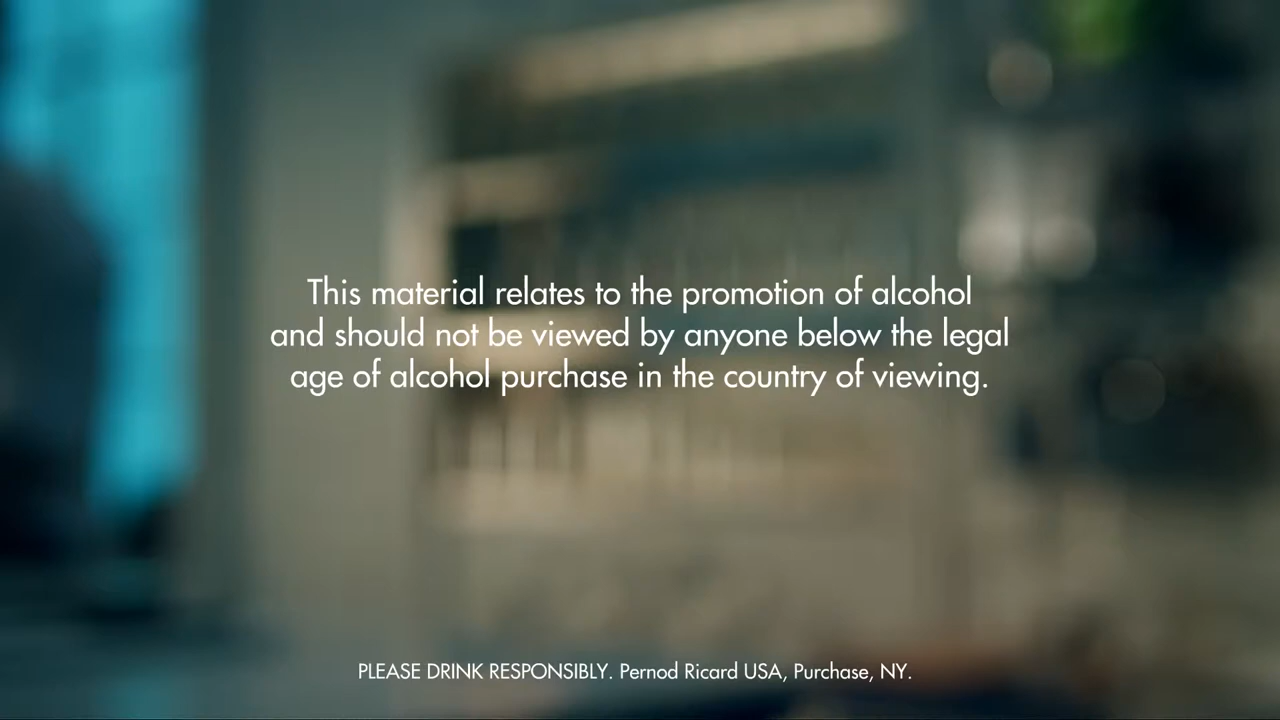 This material relates to the promotion of alcohol
and should not be viewed by anyone below the legal
age of alcohol purchase in the country of viewing.
PLEASE DRINK RESPONSIBLY. Pernod Ricard USA, Purchase, NY.